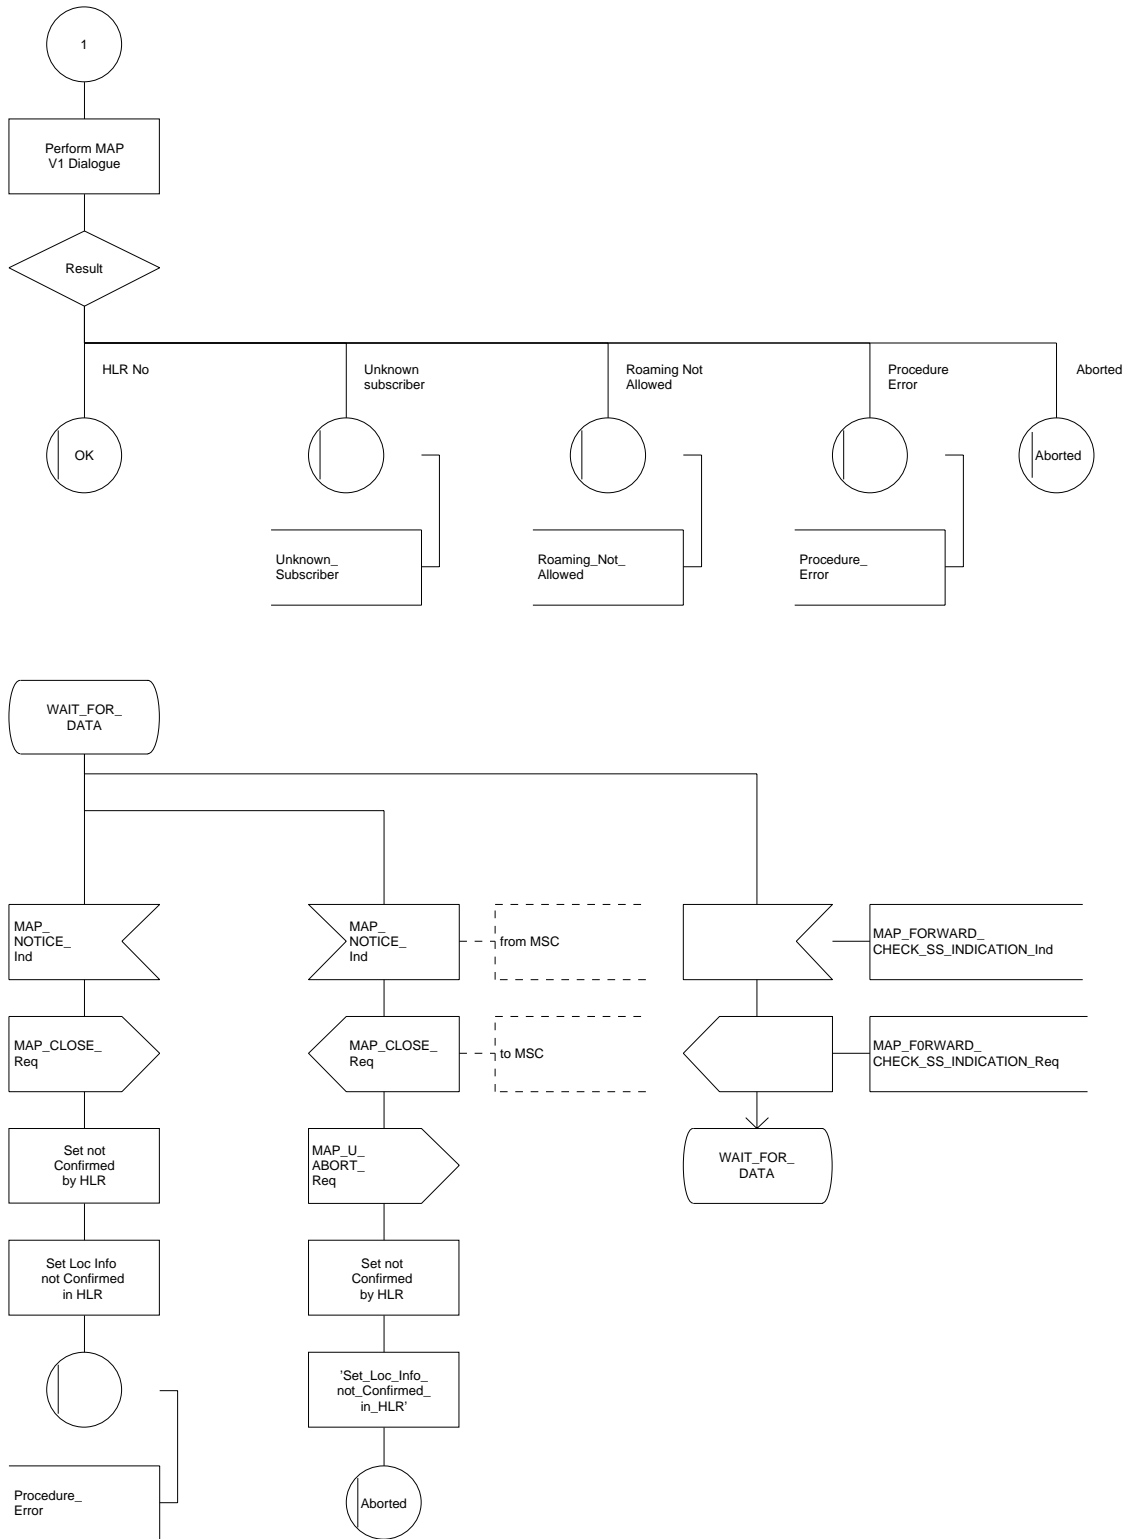 1
Perform MAP
V1 Dialogue
Result
HLR No
Unknown
subscriber
Roaming Not
Allowed
Procedure
Error
Aborted
OK
Aborted
Unknown_
Subscriber
Roaming_Not_
Allowed
Procedure_
Error
WAIT_FOR_
DATA
MAP_
NOTICE_
Ind
MAP_
NOTICE_
Ind
from MSC
MAP_FORWARD_
CHECK_SS_INDICATION_Ind
MAP_CLOSE_
Req
MAP_CLOSE_
Req
to MSC
MAP_F0RWARD_
CHECK_SS_INDICATION_Req
Set not
Confirmed
by HLR
MAP_U_
ABORT_
Req
WAIT_FOR_
DATA
Set Loc Info
not Confirmed
in HLR
Set not
Confirmed
by HLR
'Set_Loc_Info_
not_Confirmed_
in_HLR'
Procedure_
Error
Aborted